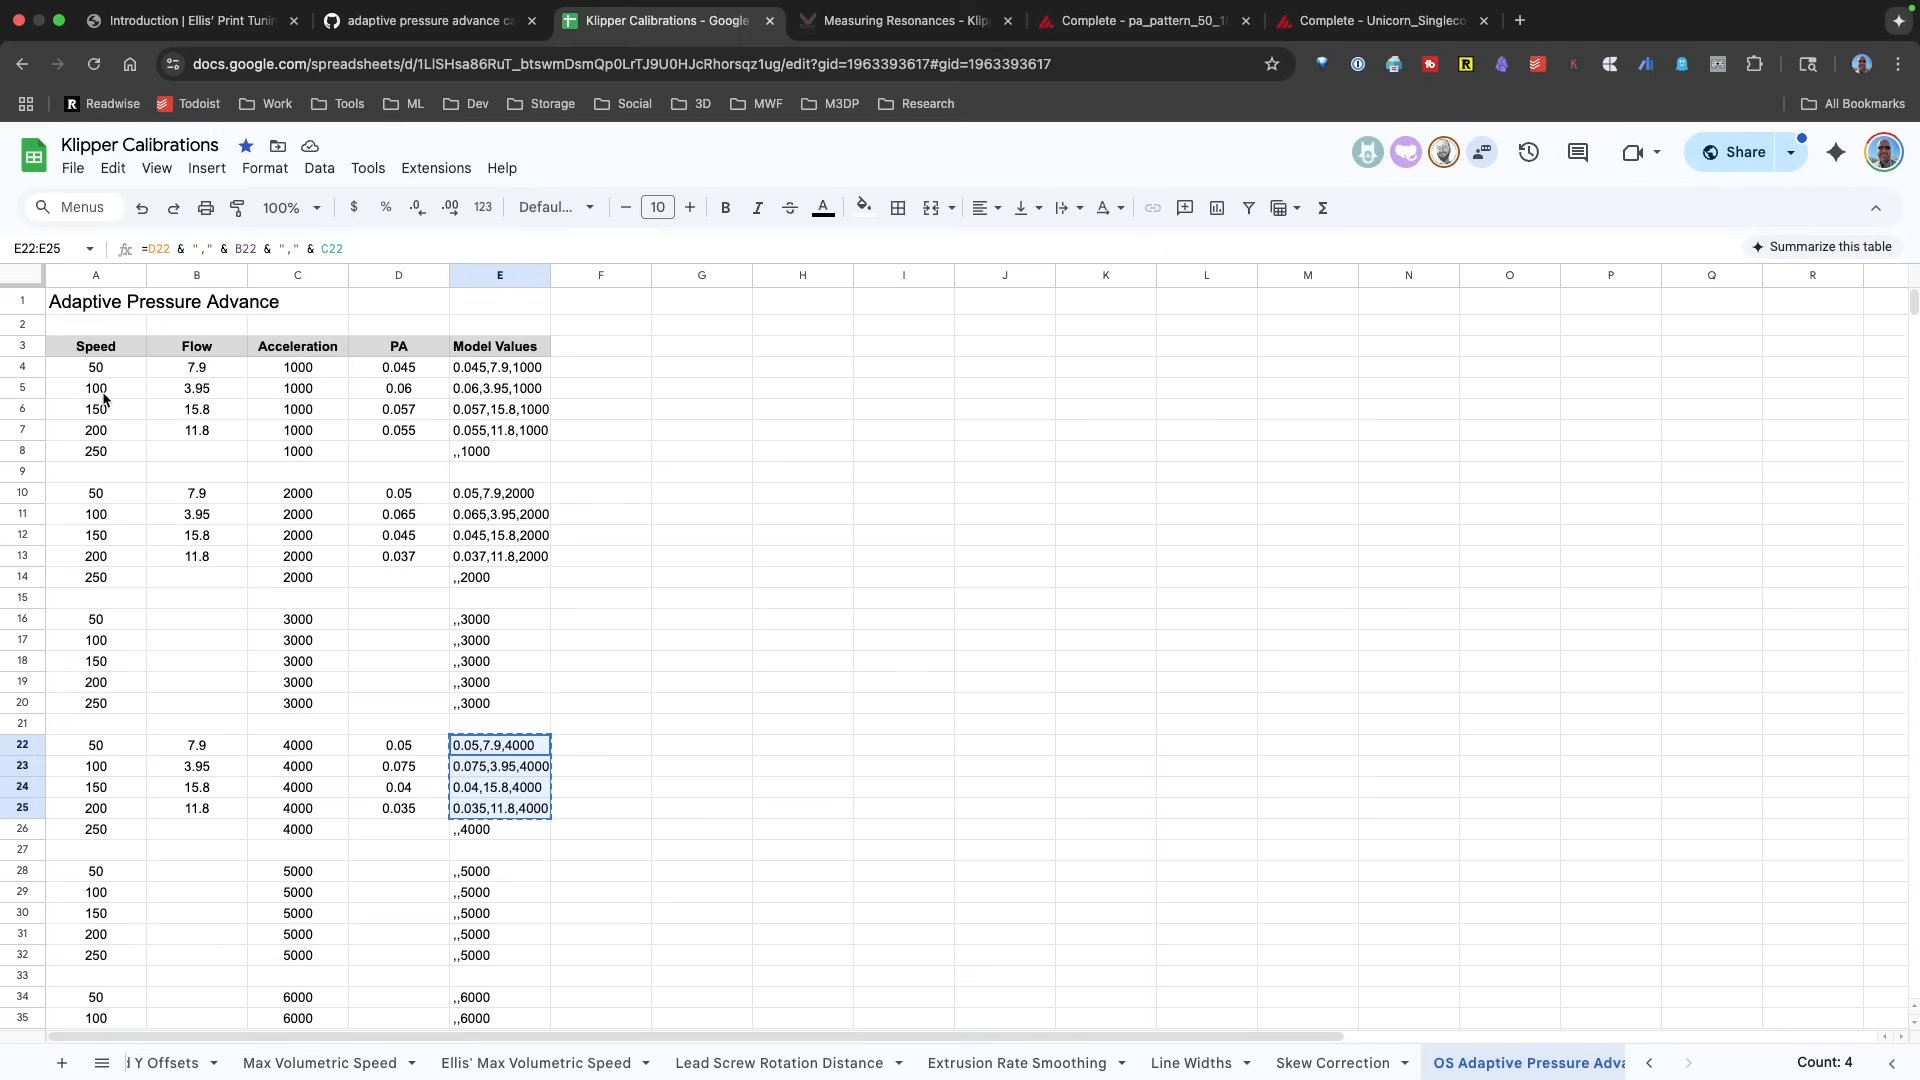 Introduction | Ellis' Print Tunin
adaptive pressure advance ca
Klipper Calibrations - Google
Measuring Resonances - Klip
Complete - pa_pattern_50_1
Complete - Unicorn_Singleco
docs.google.com/spreadsheets/d/1LlSHsa86RuT_btswmDsmQp0LrTJ9U0HJcRhorsqz1ug/edit?gid=1963393617#gid=1963393617
Readwise Todoist Work Tools ML Dev Storage Social 3D MWF M3DP Research All Bookmarks
Klipper Calibrations
File Edit View Insert Format Data Tools Extensions Help
Share
Menus 100% $ % .0 .00 123 Defaul... 10 B I
E22:E25 fx =D22 & "," & B22 & "," & C22 Summarize this table
A B C D E F G H I J K L M N O P Q R
1 Adaptive Pressure Advance
2
3 Speed Flow Acceleration PA Model Values
4 50 7.9 1000 0.045 0.045,7.9,1000
5 100 3.95 1000 0.06 0.06,3.95,1000
6 150 15.8 1000 0.057 0.057,15.8,1000
7 200 11.8 1000 0.055 0.055,11.8,1000
8 250 1000 ,,1000
9
10 50 7.9 2000 0.05 0.05,7.9,2000
11 100 3.95 2000 0.065 0.065,3.95,2000
12 150 15.8 2000 0.045 0.045,15.8,2000
13 200 11.8 2000 0.037 0.037,11.8,2000
14 250 2000 ,,2000
15
16 50 3000 ,,3000
17 100 3000 ,,3000
18 150 3000 ,,3000
19 200 3000 ,,3000
20 250 3000 ,,3000
21
22 50 7.9 4000 0.05 0.05,7.9,4000
23 100 3.95 4000 0.075 0.075,3.95,4000
24 150 15.8 4000 0.04 0.04,15.8,4000
25 200 11.8 4000 0.035 0.035,11.8,4000
26 250 4000 ,,4000
27
28 50 5000 ,,5000
29 100 5000 ,,5000
30 150 5000 ,,5000
31 200 5000 ,,5000
32 250 5000 ,,5000
33
34 50 6000 ,,6000
35 100 6000 ,,6000
Y Offsets Max Volumetric Speed Ellis' Max Volumetric Speed Lead Screw Rotation Distance Extrusion Rate Smoothing Line Widths Skew Correction OS Adaptive Pressure Adva Count: 4